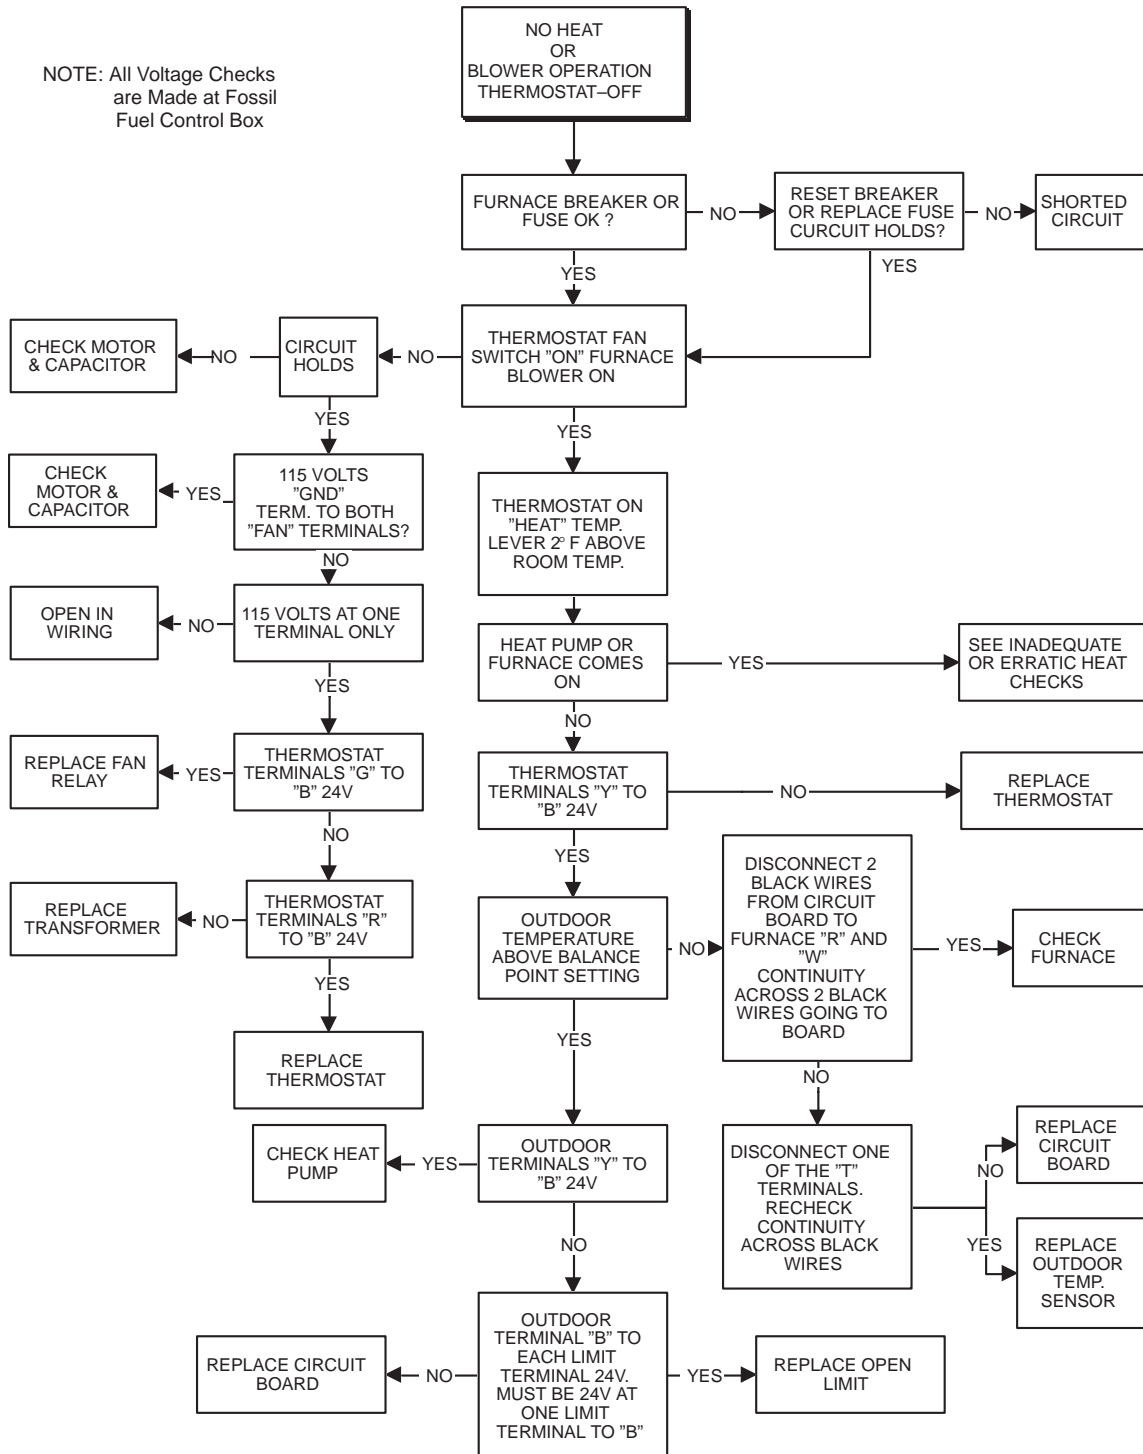 NOTE: All Voltage Checks
are Made at Fossil
Fuel Control Box
NO HEAT
OR
BLOWER OPERATION
THERMOSTAT–OFF
FURNACE BREAKER OR
FUSE OK ?
NO
RESET BREAKER
OR REPLACE FUSE
CURCUIT HOLDS?
NO
SHORTED
CIRCUIT
YES
YES
CHECK MOTOR
& CAPACITOR
NO
CIRCUIT
HOLDS
NO
THERMOSTAT FAN
SWITCH ”ON” FURNACE
BLOWER ON
YES
YES
CHECK
MOTOR &
CAPACITOR
YES
115 VOLTS
”GND”
TERM. TO BOTH
”FAN” TERMINALS?
THERMOSTAT ON
”HEAT” TEMP.
LEVER 2° F ABOVE
ROOM TEMP.
NO
OPEN IN
WIRING
NO
115 VOLTS AT ONE
TERMINAL ONLY
HEAT PUMP OR
FURNACE COMES
ON
YES
SEE INADEQUATE
OR ERRATIC HEAT
CHECKS
YES
NO
REPLACE FAN
RELAY
YES
THERMOSTAT
TERMINALS ”G” TO
”B” 24V
THERMOSTAT
TERMINALS ”Y” TO
”B” 24V
NO
REPLACE
THERMOSTAT
NO
YES
REPLACE
TRANSFORMER
NO
THERMOSTAT
TERMINALS ”R”
TO ”B” 24V
OUTDOOR
TEMPERATURE
ABOVE BALANCE
POINT SETTING
NO
DISCONNECT 2
BLACK WIRES
FROM CIRCUIT
BOARD TO
FURNACE ”R” AND
”W”
CONTINUITY
ACROSS 2 BLACK
WIRES GOING TO
BOARD
YES
CHECK
FURNACE
YES
YES
NO
REPLACE
THERMOSTAT
CHECK HEAT
PUMP
YES
OUTDOOR
TERMINALS ”Y” TO
”B” 24V
DISCONNECT ONE
OF THE ”T”
TERMINALS.
RECHECK
CONTINUITY
ACROSS BLACK
WIRES
NO
REPLACE
CIRCUIT
BOARD
YES
REPLACE
OUTDOOR
TEMP.
SENSOR
NO
REPLACE CIRCUIT
BOARD
NO
OUTDOOR
TERMINAL ”B” TO
EACH LIMIT
TERMINAL 24V.
MUST BE 24V AT
ONE LIMIT
TERMINAL TO ”B”
YES
REPLACE OPEN
LIMIT